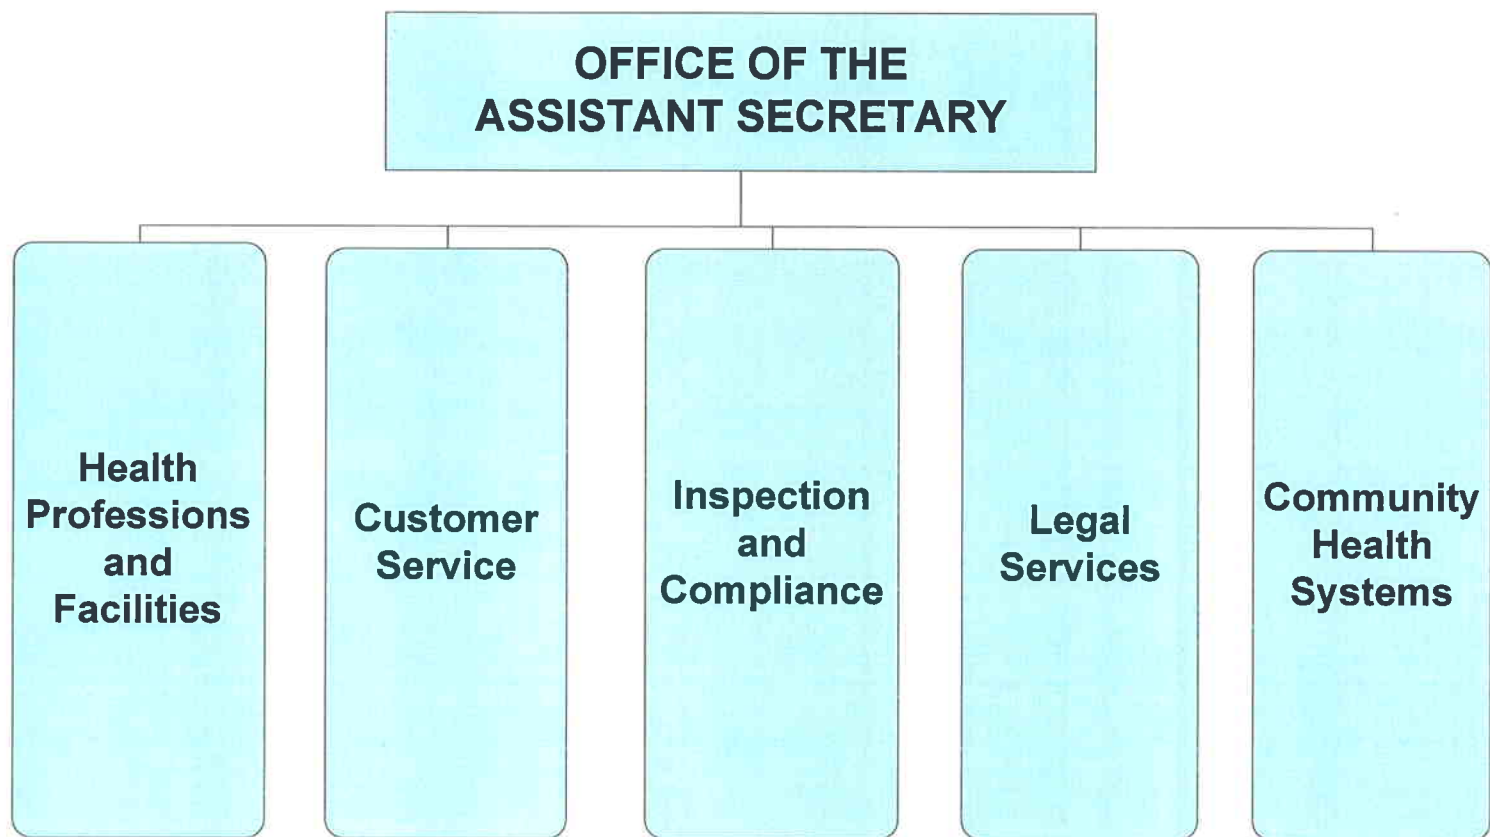 OFFICE OF THE
ASSISTANT SECRETARY
Health
Professions
and
Facilities
Customer
Service
Inspection
and
Compliance
Legal
Services
Community
Health
Systems